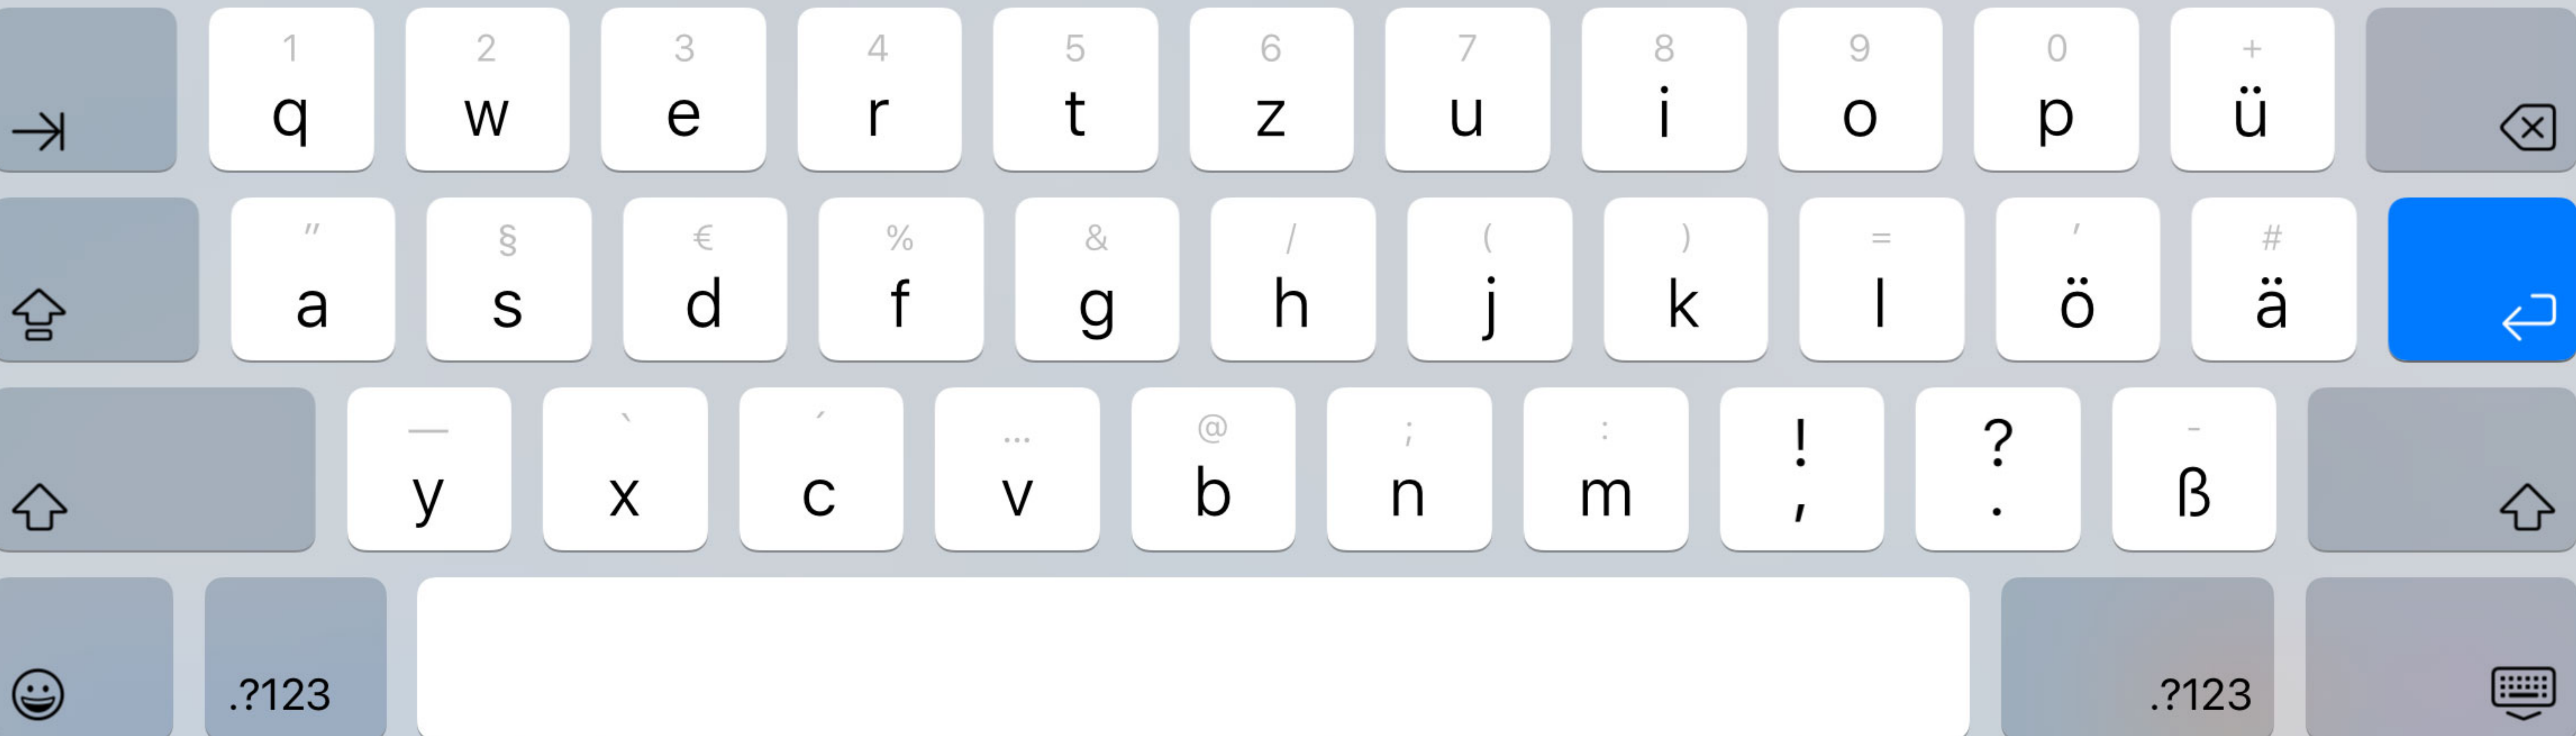 1 2 3 4 5 6 7 8 9 0 +
q w e r t z u i o p ü
" § € % & / ( ) = ' #
a s d f g h j k l ö ä
— ` ´ … @ ; : ! ? -
y x c v b n m , . ß
.?123 .?123